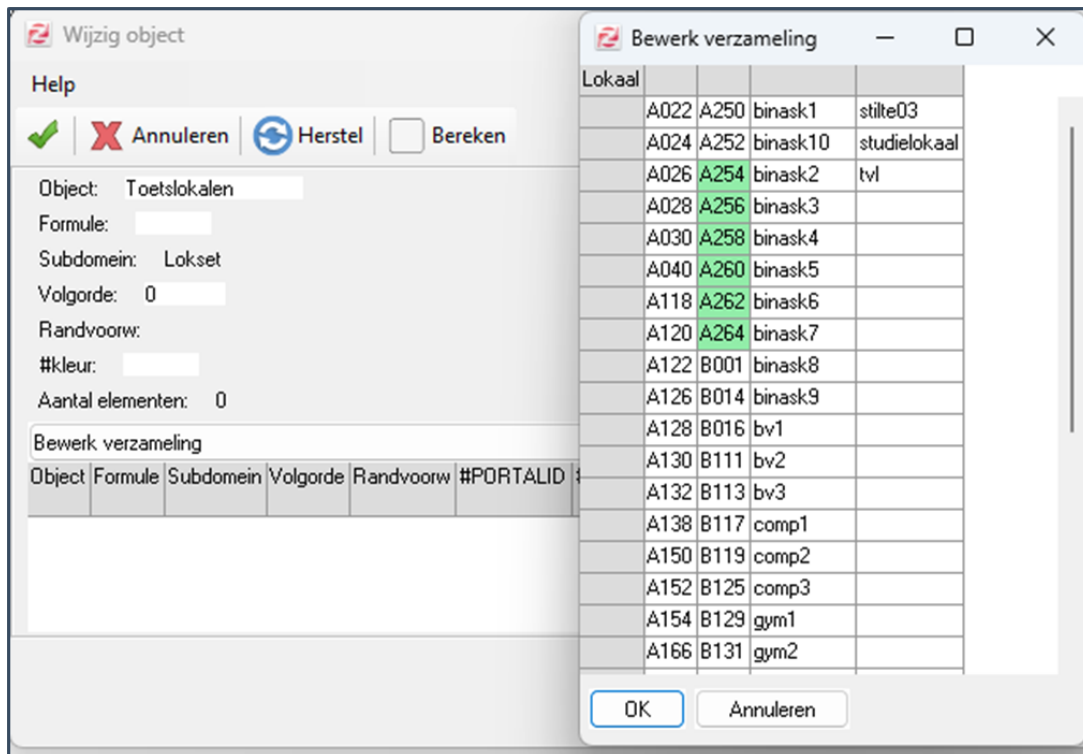 Wijzig object
Help
Annuleren Herstel Bereken
Object: Toetslokalen
Formule:
Subdomein: Lokset
Volgorde: 0
Randvoorw:
#kleur:
Aantal elementen: 0
Bewerk verzameling
Object Formule Subdomein Volgorde Randvoorw #PORTALID
Bewerk verzameling
Lokaal
A022 A250 binask1 stilte03
A024 A252 binask10 studielokaal
A026 A254 binask2 tvl
A028 A256 binask3
A030 A258 binask4
A040 A260 binask5
A118 A262 binask6
A120 A264 binask7
A122 B001 binask8
A126 B014 binask9
A128 B016 bv1
A130 B111 bv2
A132 B113 bv3
A138 B117 comp1
A150 B119 comp2
A152 B125 comp3
A154 B129 gym1
A166 B131 gym2
OK Annuleren